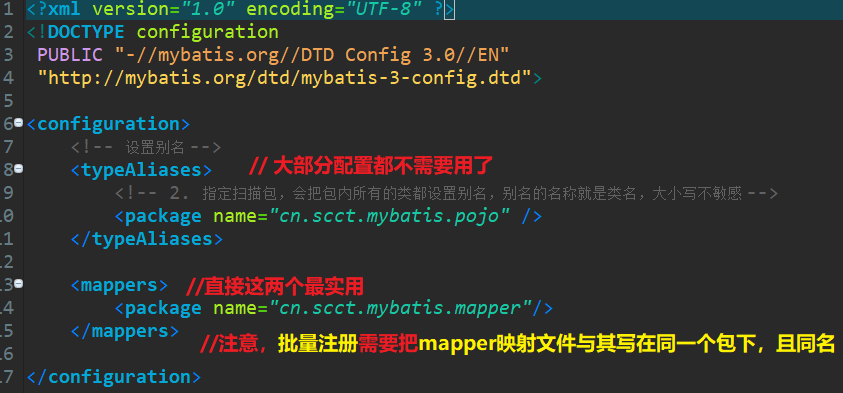 1 <?xml version="1.0" encoding="UTF-8" ?>
2 <!DOCTYPE configuration
3 PUBLIC "-//mybatis.org//DTD Config 3.0//EN"
4 "http://mybatis.org/dtd/mybatis-3-config.dtd">
5
6 <configuration>
7 <!-- 设置别名 -->
8 <typeAliases> // 大部分配置都不需要用了
9 <!-- 2. 指定扫描包，会把包内所有的类都设置别名，别名的名称就是类名，大小写不敏感 -->
10 <package name="cn.scct.mybatis.pojo" />
11 </typeAliases>
12
13 <mappers> //直接这两个最实用
14 <package name="cn.scct.mybatis.mapper"/>
15 </mappers> //注意，批量注册需要把mapper映射文件与其写在同一个包下，且同名
16
17 </configuration>